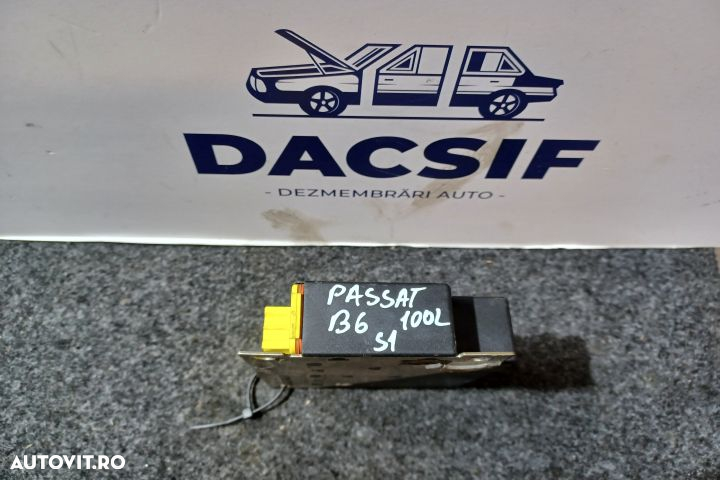 DACSIF
- DEZMEMBRĂRI AUTO -
PASSAT
B6 100L
S1
AUTOVIT.RO